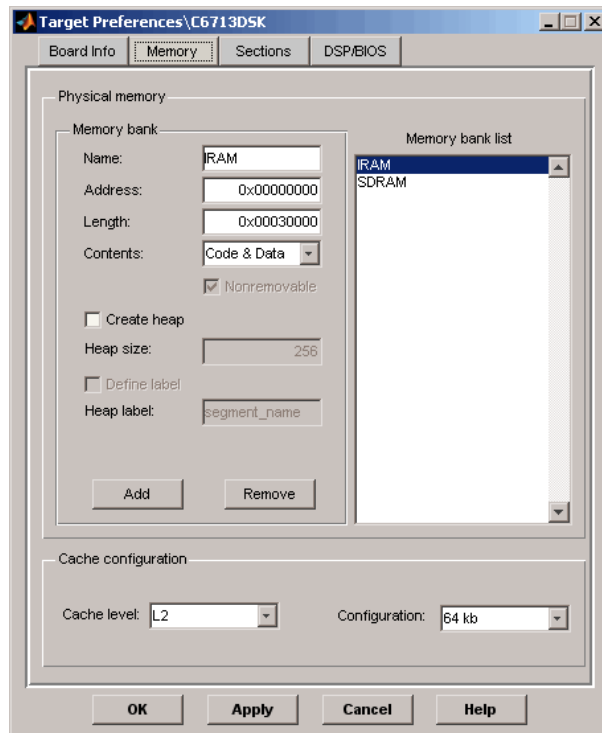 Target Preferences\C6713DSK
Board Info Memory Sections DSP/BIOS
Physical memory
Memory bank
Memory bank list
Name: IRAM
Address: 0x00000000
Length: 0x00030000
Contents: Code & Data
Nonremovable
Create heap
Heap size: 256
Define label
Heap label: segment_name
Add Remove
IRAM
SDRAM
Cache configuration
Cache level: L2 Configuration: 64 kb
OK Apply Cancel Help